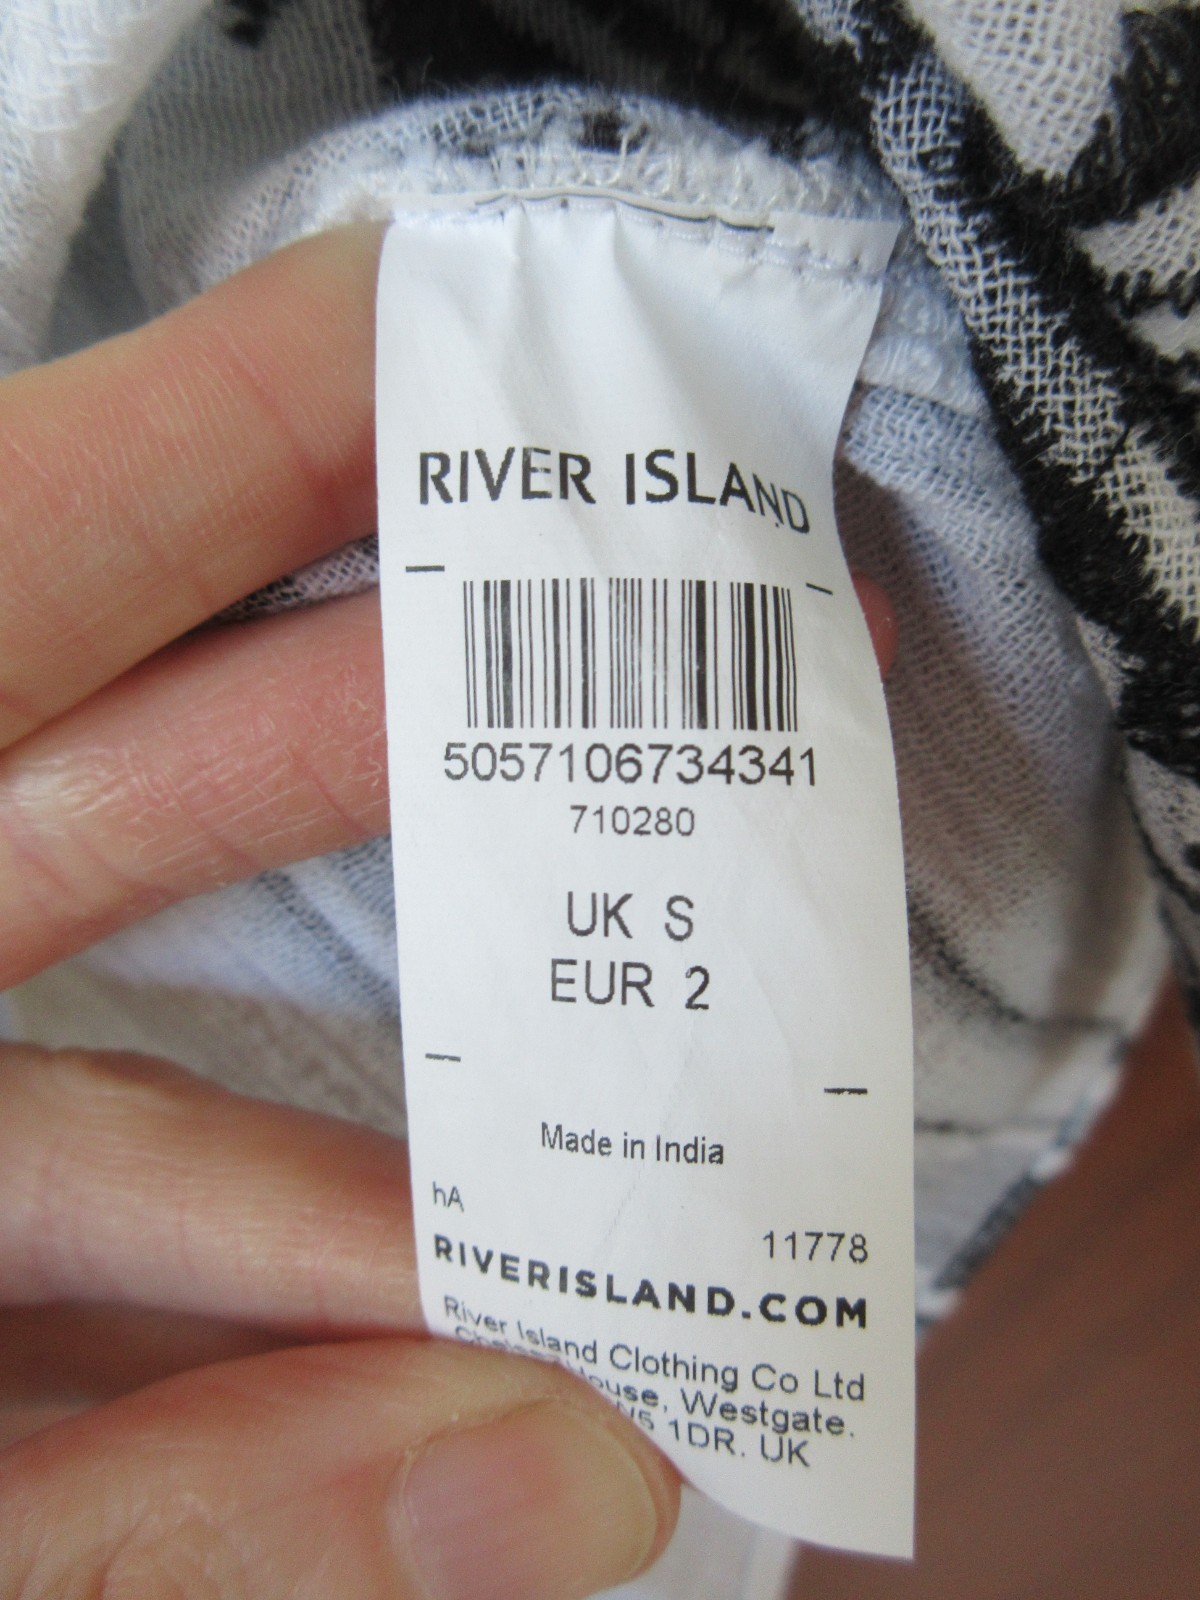 RIVER ISLAND
5057106734341
710280
UK S
EUR 2
Made in India
hA
11778
RIVERISLAND.COM
River Island Clothing Co Ltd
House, Westgate.
1DR. UK